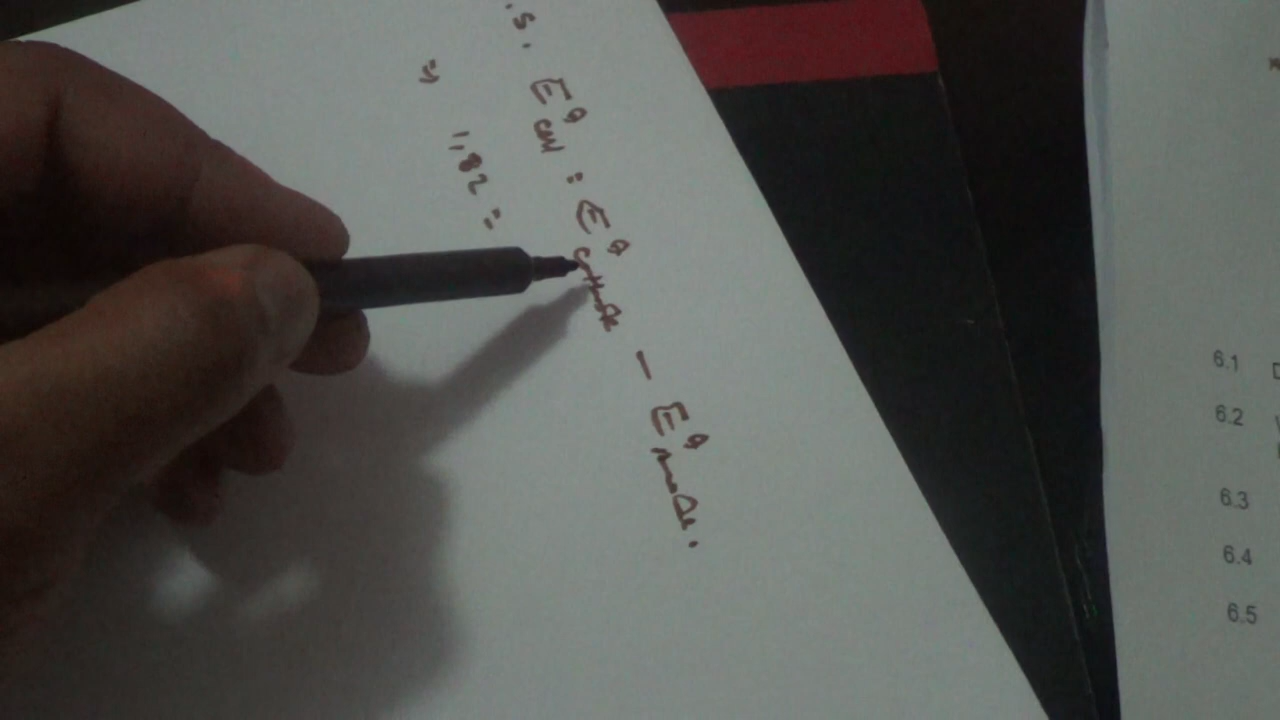 .s. E°cell = E°cathode − E°anode.
⇒ 1,82 =
6.1
6.2
6.3
6.4
6.5